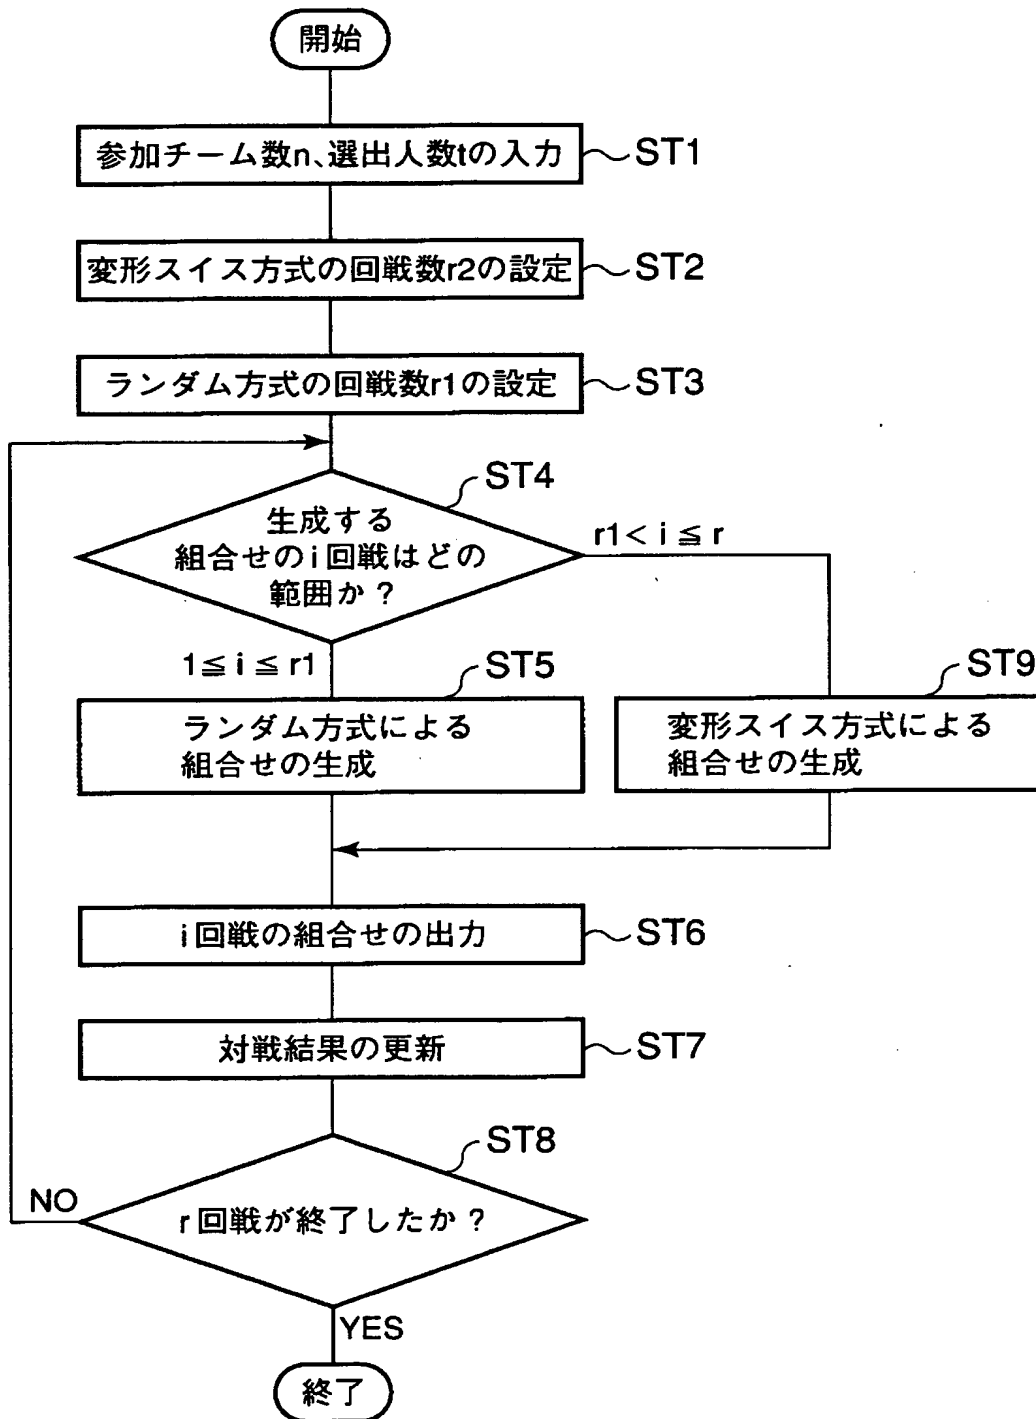 開始
参加チーム数n、選出人数tの入力
ST1
変形スイス方式の回戦数r2の設定
ST2
ランダム方式の回戦数r1の設定
ST3
ST4
生成する
組合せのi回戦はどの
範囲か？
r1< i ≦ r
1≦ i ≦ r1
ST5
ランダム方式による
組合せの生成
ST9
変形スイス方式による
組合せの生成
i回戦の組合せの出力
ST6
対戦結果の更新
ST7
ST8
r回戦が終了したか？
NO
YES
終了